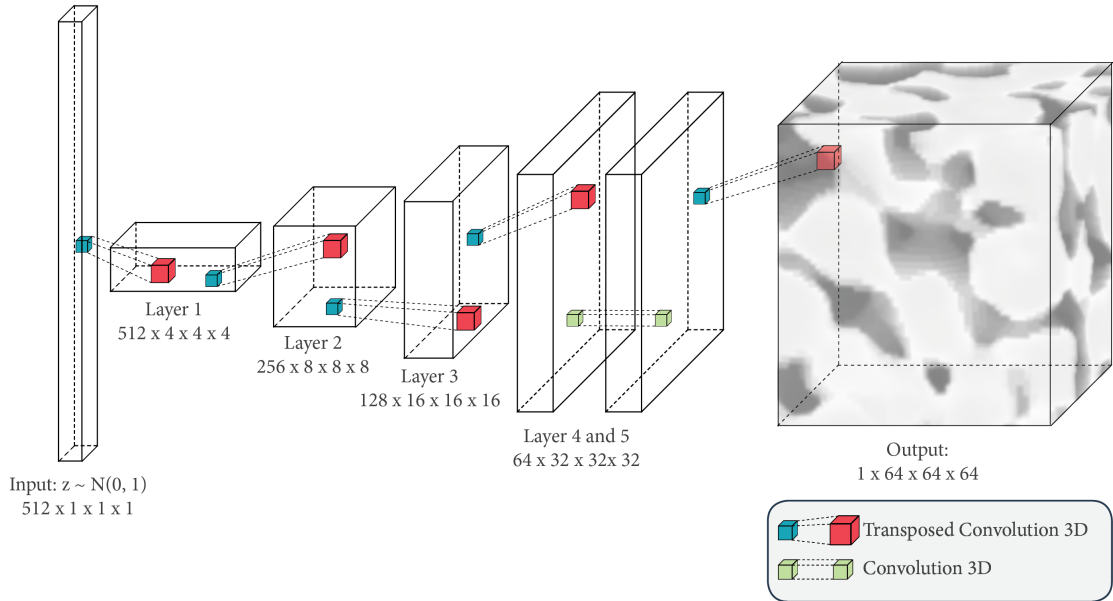 Input: z ~ N(0, 1)
512 x 1 x 1 x 1
Layer 1
512 x 4 x 4 x 4
Layer 2
256 x 8 x 8 x 8
Layer 3
128 x 16 x 16 x 16
Layer 4 and 5
64 x 32 x 32x 32
Output:
1 x 64 x 64 x 64
Transposed Convolution 3D
Convolution 3D